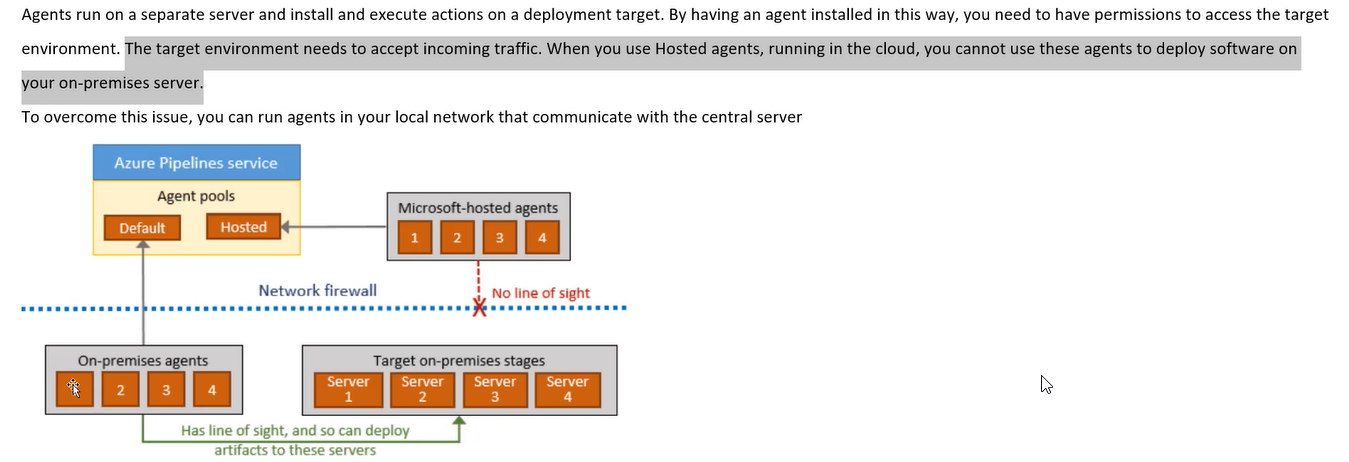 Agents run on a separate server and install and execute actions on a deployment target. By having an agent installed in this way, you need to have permissions to access the target
environment. The target environment needs to accept incoming traffic. When you use Hosted agents, running in the cloud, you cannot use these agents to deploy software on
your on-premises server.
To overcome this issue, you can run agents in your local network that communicate with the central server
Azure Pipelines service
Agent pools
Default
Hosted
Microsoft-hosted agents
1 2 3 4
Network firewall
No line of sight
On-premises agents
2 3 4
Target on-premises stages
Server Server Server Server
1 2 3 4
Has line of sight, and so can deploy
artifacts to these servers